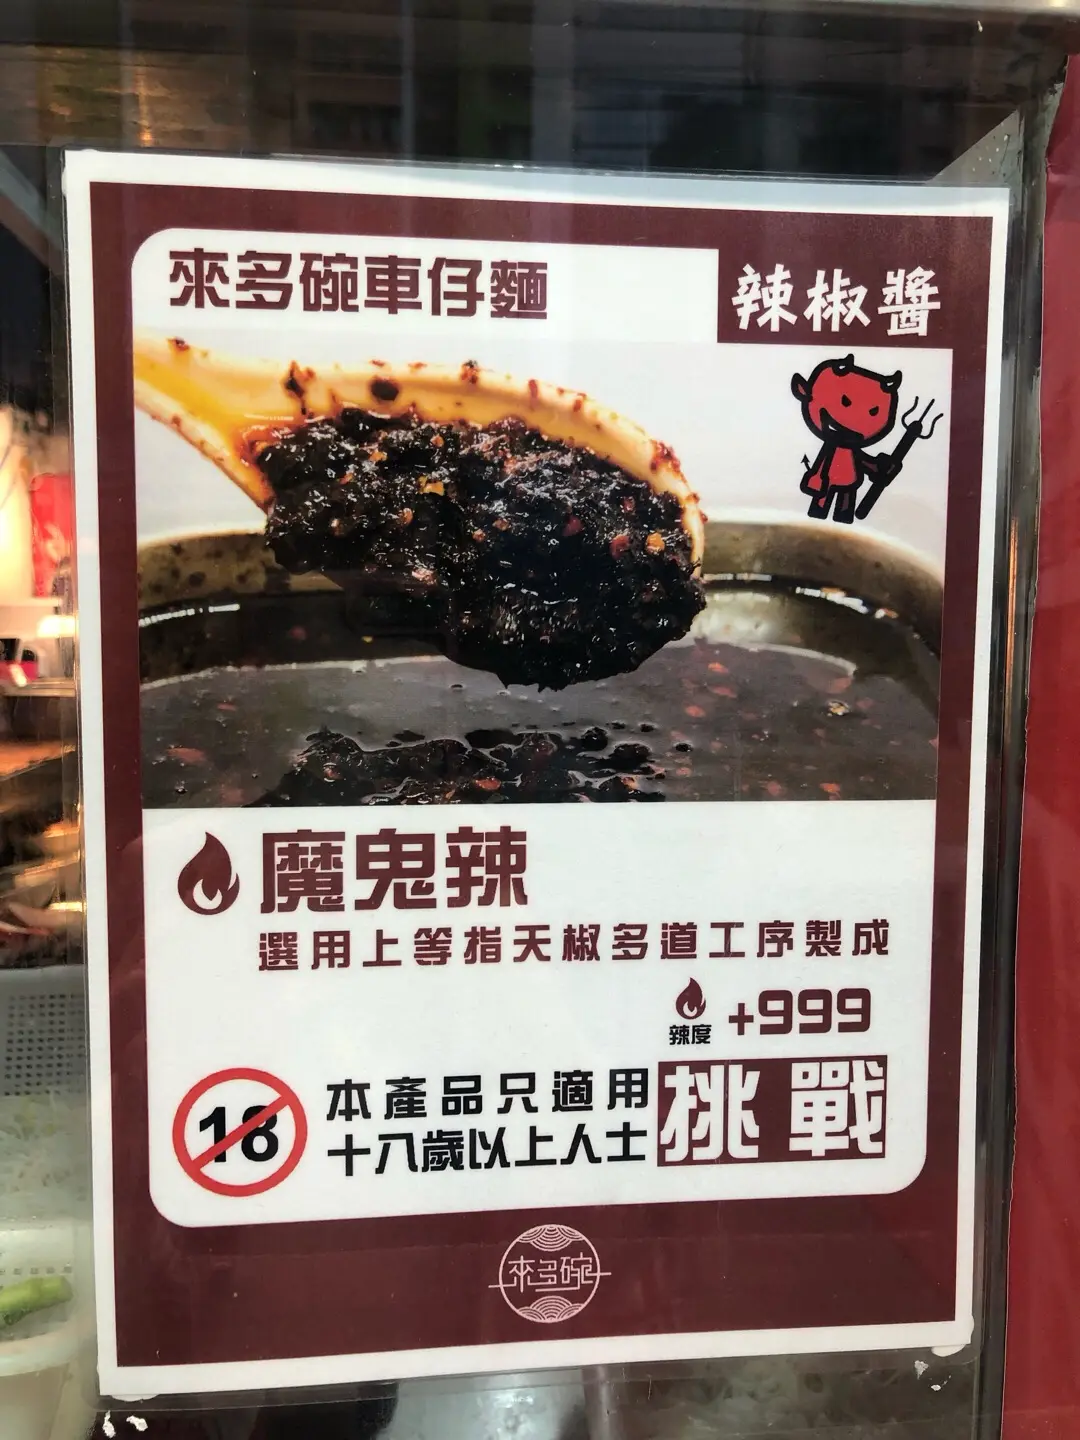 來多碗車仔麵
辣椒醬
魔鬼辣
選用上等指天椒多道工序製成
辣度 +999
18
本產品只適用
十八歲以上人士
挑戰
來多碗